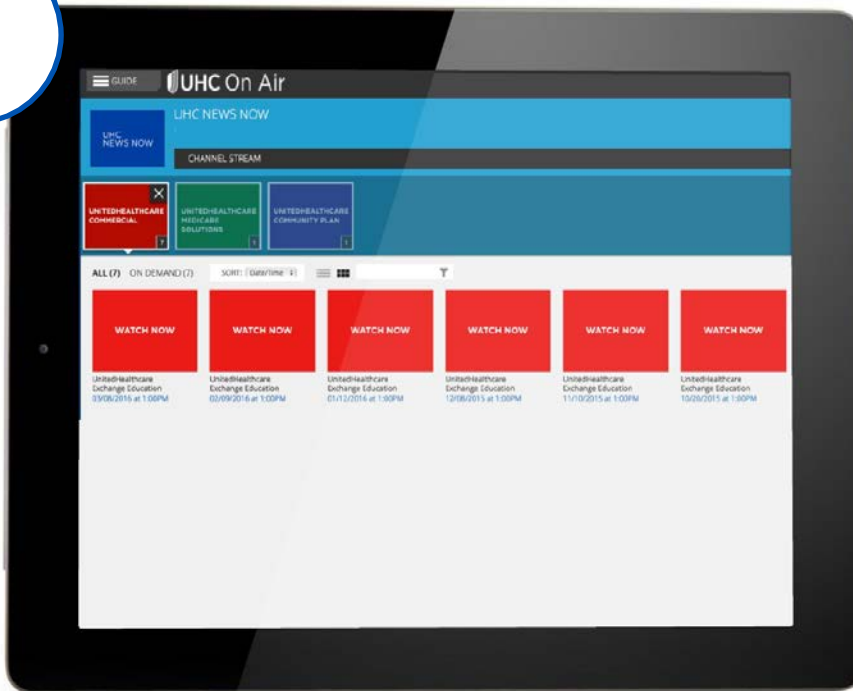 GUIDE
UHC On Air
UHC NEWS NOW
UHC
NEWS NOW
CHANNEL STREAM
UNITEDHEALTHCARE
COMMERCIAL
7
UNITEDHEALTHCARE
MEDICARE
SOLUTIONS
1
UNITEDHEALTHCARE
COMMUNITY PLAN
1
ALL (7) ON DEMAND (7) SORT: Date/Time
WATCH NOW
UnitedHealthcare
Exchange Education
03/08/2016 at 1:00PM
WATCH NOW
UnitedHealthcare
Exchange Education
02/09/2016 at 1:00PM
WATCH NOW
UnitedHealthcare
Exchange Education
01/12/2016 at 1:00PM
WATCH NOW
UnitedHealthcare
Exchange Education
12/08/2015 at 1:00PM
WATCH NOW
UnitedHealthcare
Exchange Education
11/10/2015 at 1:00PM
WATCH NOW
UnitedHealthcare
Exchange Education
10/20/2015 at 1:00PM